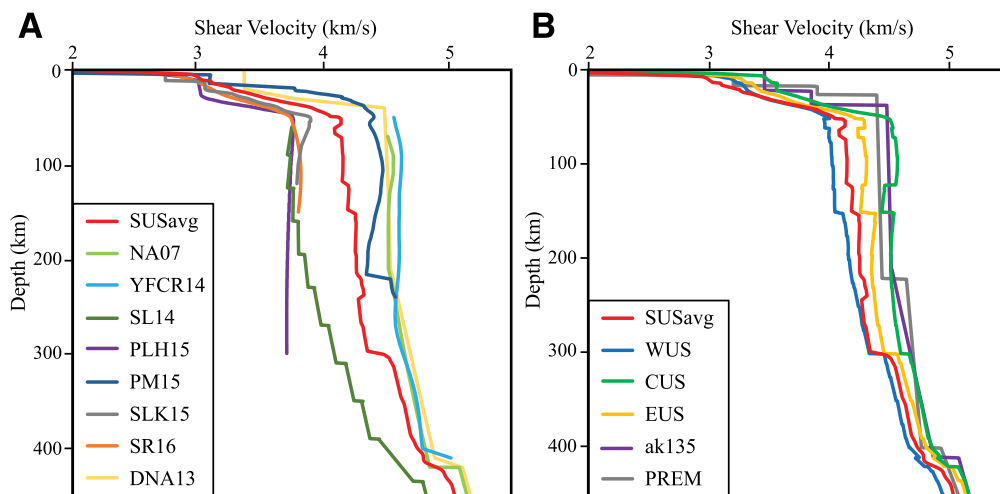 A
Shear Velocity (km/s)
2 3 4 5
0
100
200
300
400
Depth (km)
SUSavg
NA07
YFCR14
SL14
PLH15
PM15
SLK15
SR16
DNA13
B
Shear Velocity (km/s)
2 3 4 5
0
100
200
300
400
Depth (km)
SUSavg
WUS
CUS
EUS
ak135
PREM